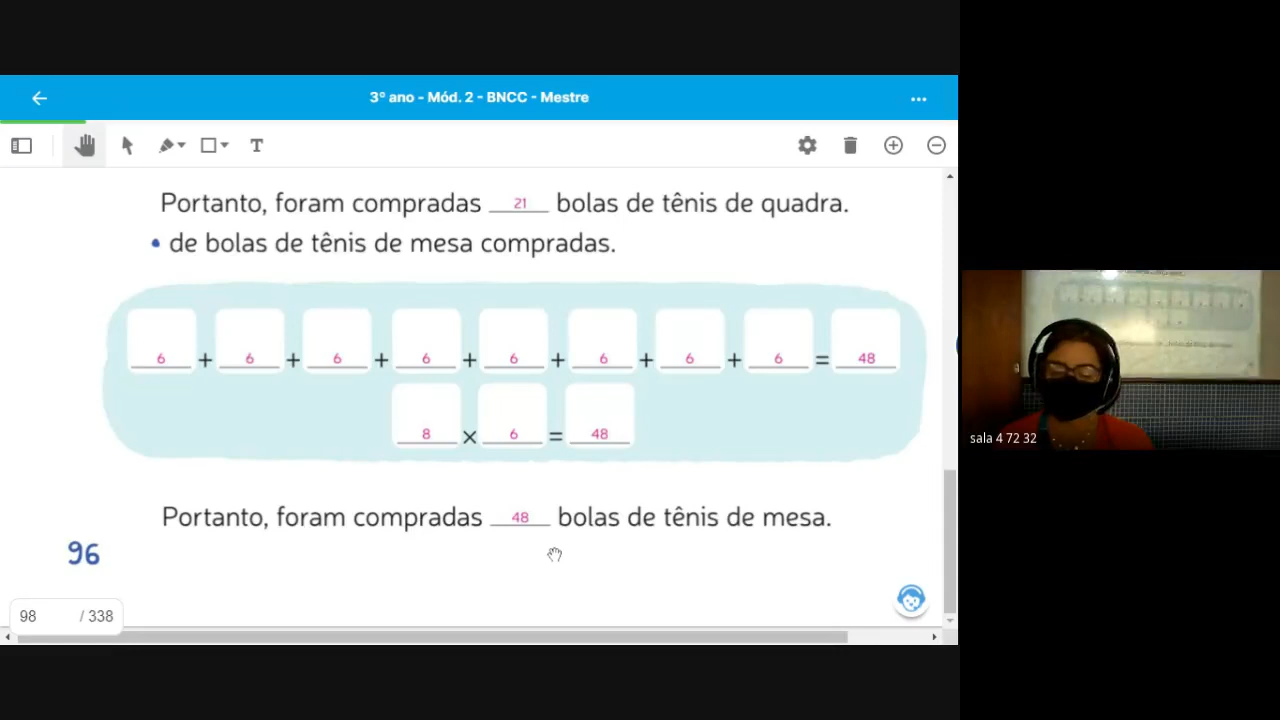 3º ano - Mód. 2 - BNCC - Mestre
T
Portanto, foram compradas 21 bolas de tênis de quadra.
• de bolas de tênis de mesa compradas.
6 + 6 + 6 + 6 + 6 + 6 + 6 + 6 = 48
8 × 6 = 48
Portanto, foram compradas 48 bolas de tênis de mesa.
96
98 / 338
sala 4 72 32